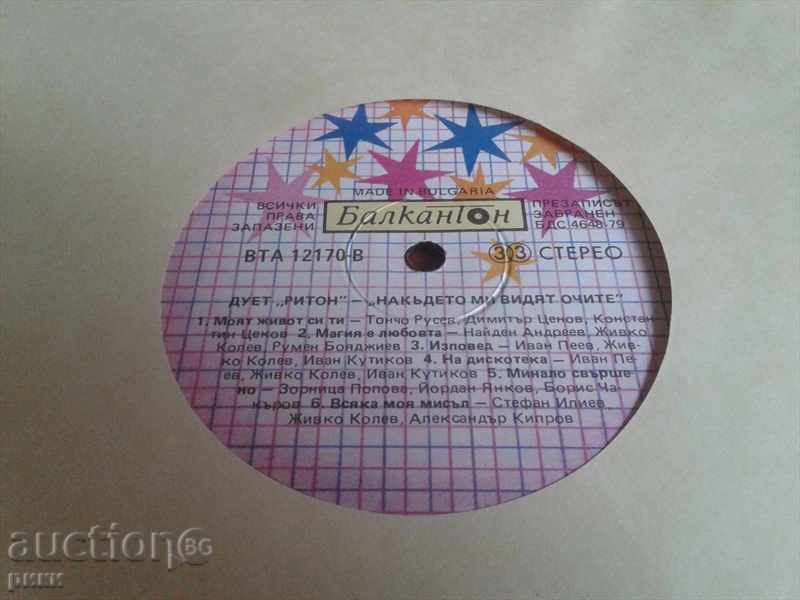 MADE IN BULGARIA
ВСИЧКИ ПРАВА ЗАПАЗЕНИ
Балкантон
ПРЕЗАПИСЪТ ЗАБРАНЕН БДС 4648-79
ВТА 12170-В
33 СТЕРЕО
ДУЕТ „РИТОН" — „НАКЪДЕТО МИ ВИДЯТ ОЧИТЕ"
1. Моят живот си ти — Тончо Русев, Димитър Ценов, Констан-
тин Цеков 2. Магия е любовта — Найден Андреев, Живко
Колев, Румен Бояджиев 3. Изповед — Иван Пеев, Жив-
ко Колев, Иван Кутиков 4. На дискотека — Иван Пе-
ев, Живко Колев, Иван Кутиков 5. Минало свърше-
но — Зорница Попова, Йордан Янков, Борис Ча-
къров 6. Всяка моя мисъл — Стефан Илиев,
Живко Колев, Александър Кипров
auction BG
рким